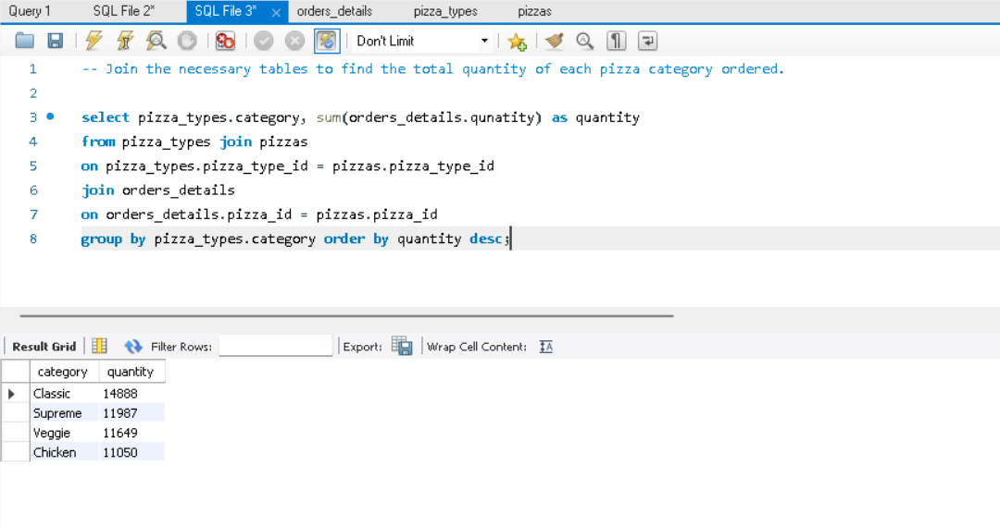 Query 1 SQL File 2* SQL File 3* × orders_details pizza_types pizzas
Don't Limit
1 -- Join the necessary tables to find the total quantity of each pizza category ordered.
2
3 select pizza_types.category, sum(orders_details.qunatity) as quantity
4 from pizza_types join pizzas
5 on pizza_types.pizza_type_id = pizzas.pizza_type_id
6 join orders_details
7 on orders_details.pizza_id = pizzas.pizza_id
8 group by pizza_types.category order by quantity desc;
Result Grid Filter Rows: Export: Wrap Cell Content: IA
category quantity
Classic 14888
Supreme 11987
Veggie 11649
Chicken 11050